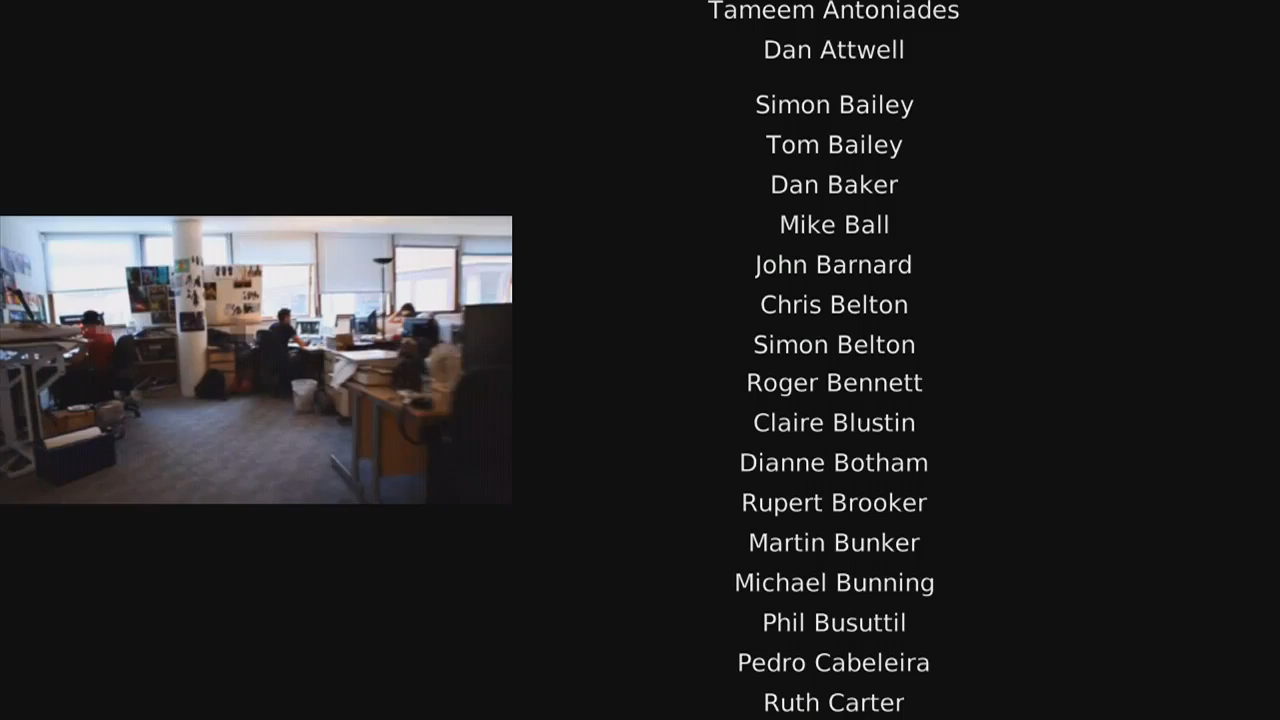 Tameem Antoniades
Dan Attwell
Simon Bailey
Tom Bailey
Dan Baker
Mike Ball
John Barnard
Chris Belton
Simon Belton
Roger Bennett
Claire Blustin
Dianne Botham
Rupert Brooker
Martin Bunker
Michael Bunning
Phil Busuttil
Pedro Cabeleira
Ruth Carter